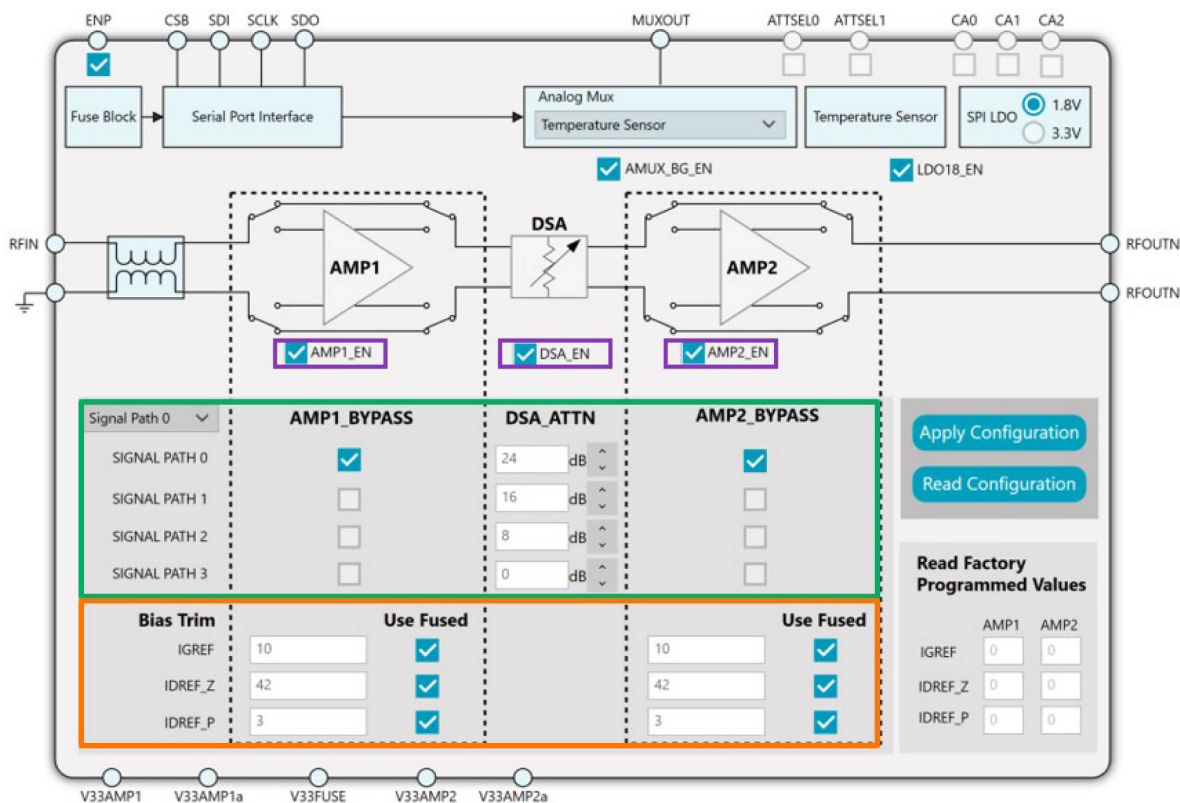 ENP CSB SDI SCLK SDO MUXOUT ATTSEL0 ATTSEL1 CA0 CA1 CA2
Fuse Block
Serial Port Interface
Analog Mux
Temperature Sensor
Temperature Sensor
SPI LDO
1.8V
3.3V
AMUX_BG_EN
LDO18_EN
RFIN
AMP1
DSA
AMP2
RFOUTN
RFOUTN
AMP1_EN
DSA_EN
AMP2_EN
Signal Path 0 AMP1_BYPASS DSA_ATTN AMP2_BYPASS
SIGNAL PATH 0 24 dB
SIGNAL PATH 1 16 dB
SIGNAL PATH 2 8 dB
SIGNAL PATH 3 0 dB
Apply Configuration
Read Configuration
Bias Trim Use Fused Use Fused
IGREF 10 10
IDREF_Z 42 42
IDREF_P 3 3
Read Factory
Programmed Values
AMP1 AMP2
IGREF 0 0
IDREF_Z 0 0
IDREF_P 0 0
V33AMP1 V33AMP1a V33FUSE V33AMP2 V33AMP2a